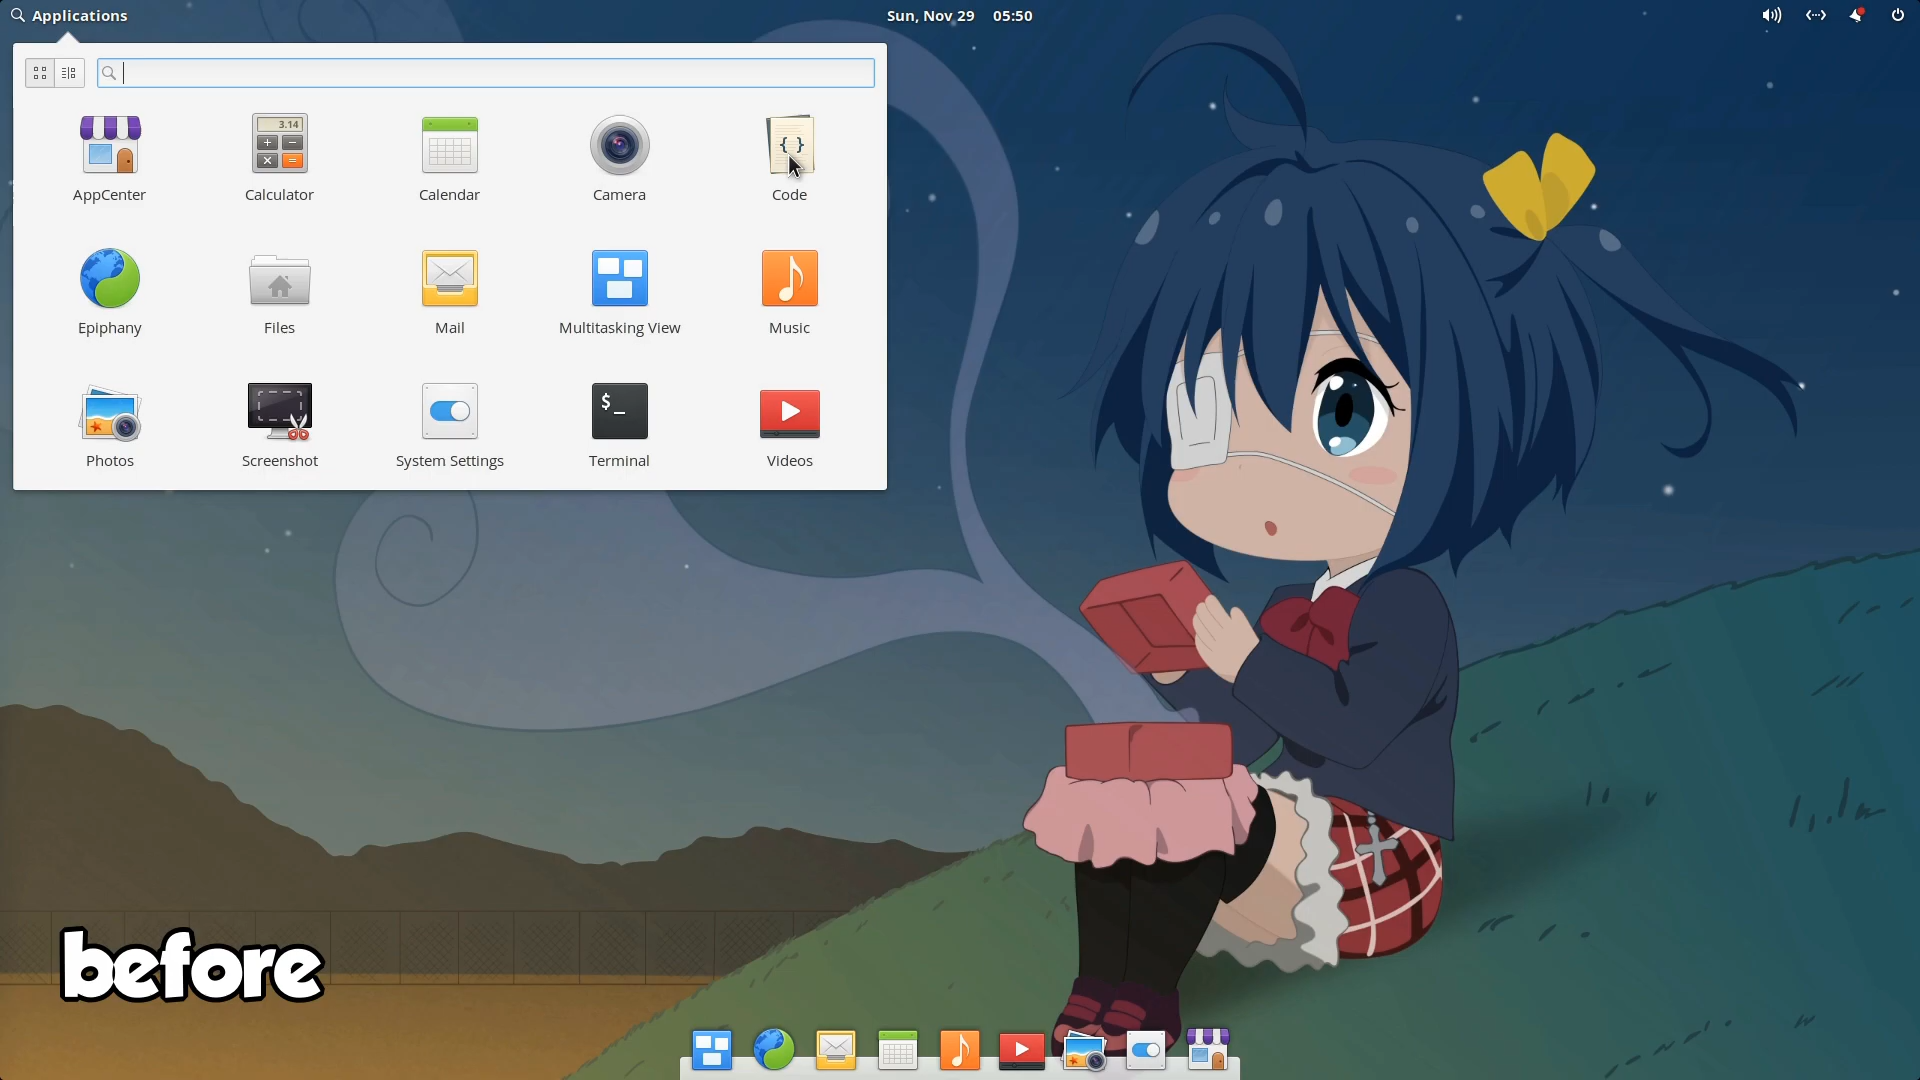 Applications
Sun, Nov 29 05:50
3.14
AppCenter
Calculator
Calendar
Camera
{ }
Code
Epiphany
Files
Mail
Multitasking View
Music
$_
Photos
Screenshot
System Settings
Terminal
Videos
before